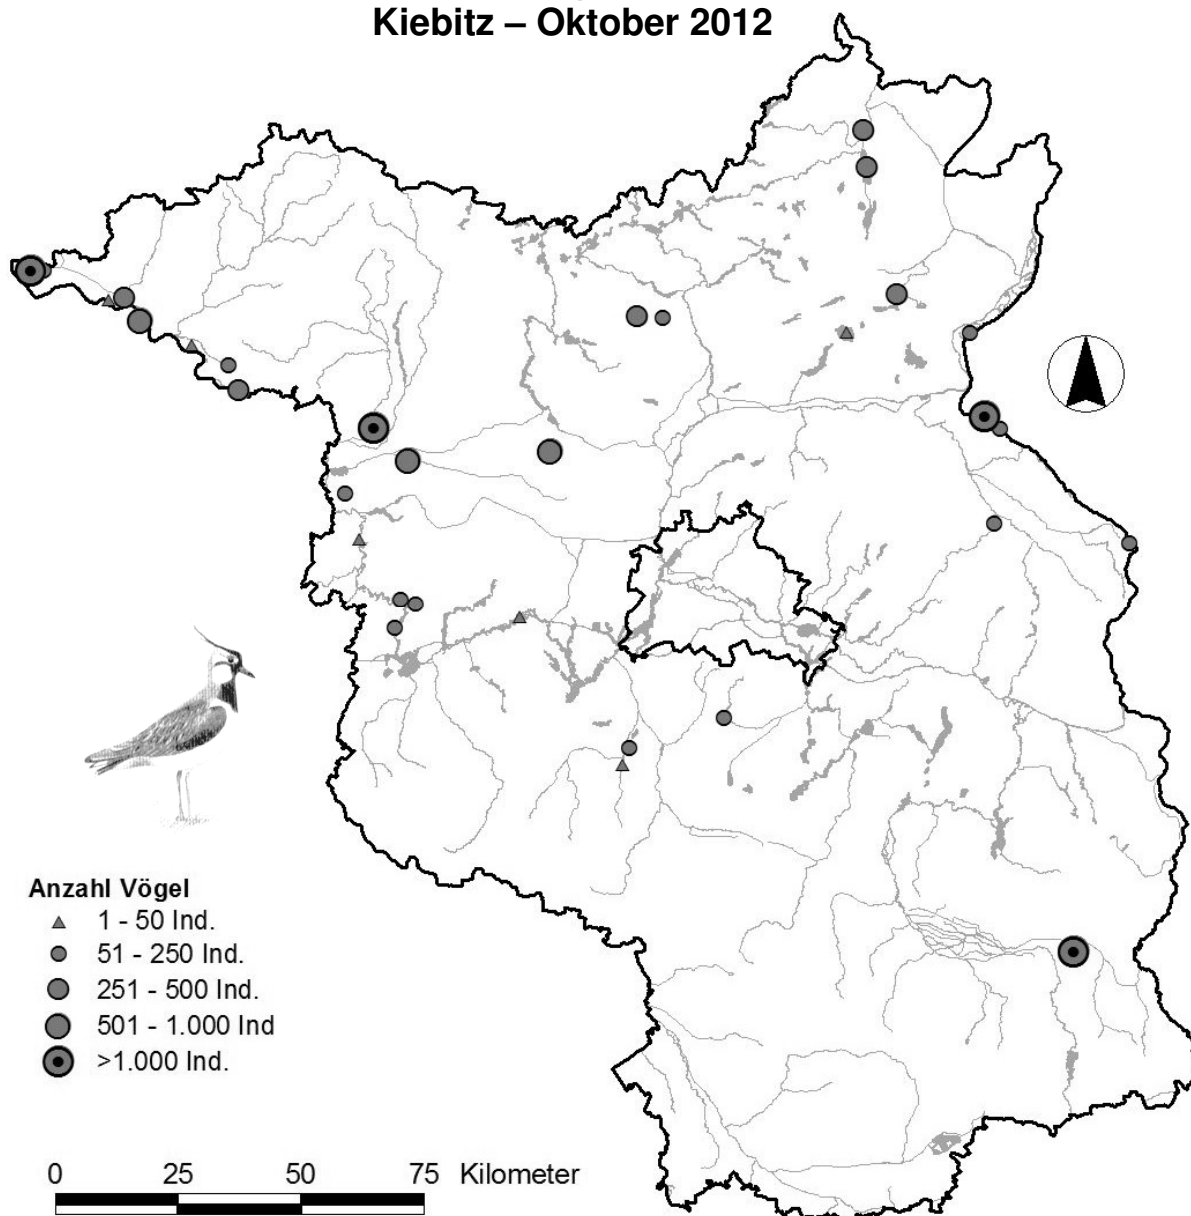 Kiebitz – Oktober 2012
Anzahl Vögel
1 - 50 Ind.
51 - 250 Ind.
251 - 500 Ind.
501 - 1.000 Ind
>1.000 Ind.
0 25 50 75 Kilometer